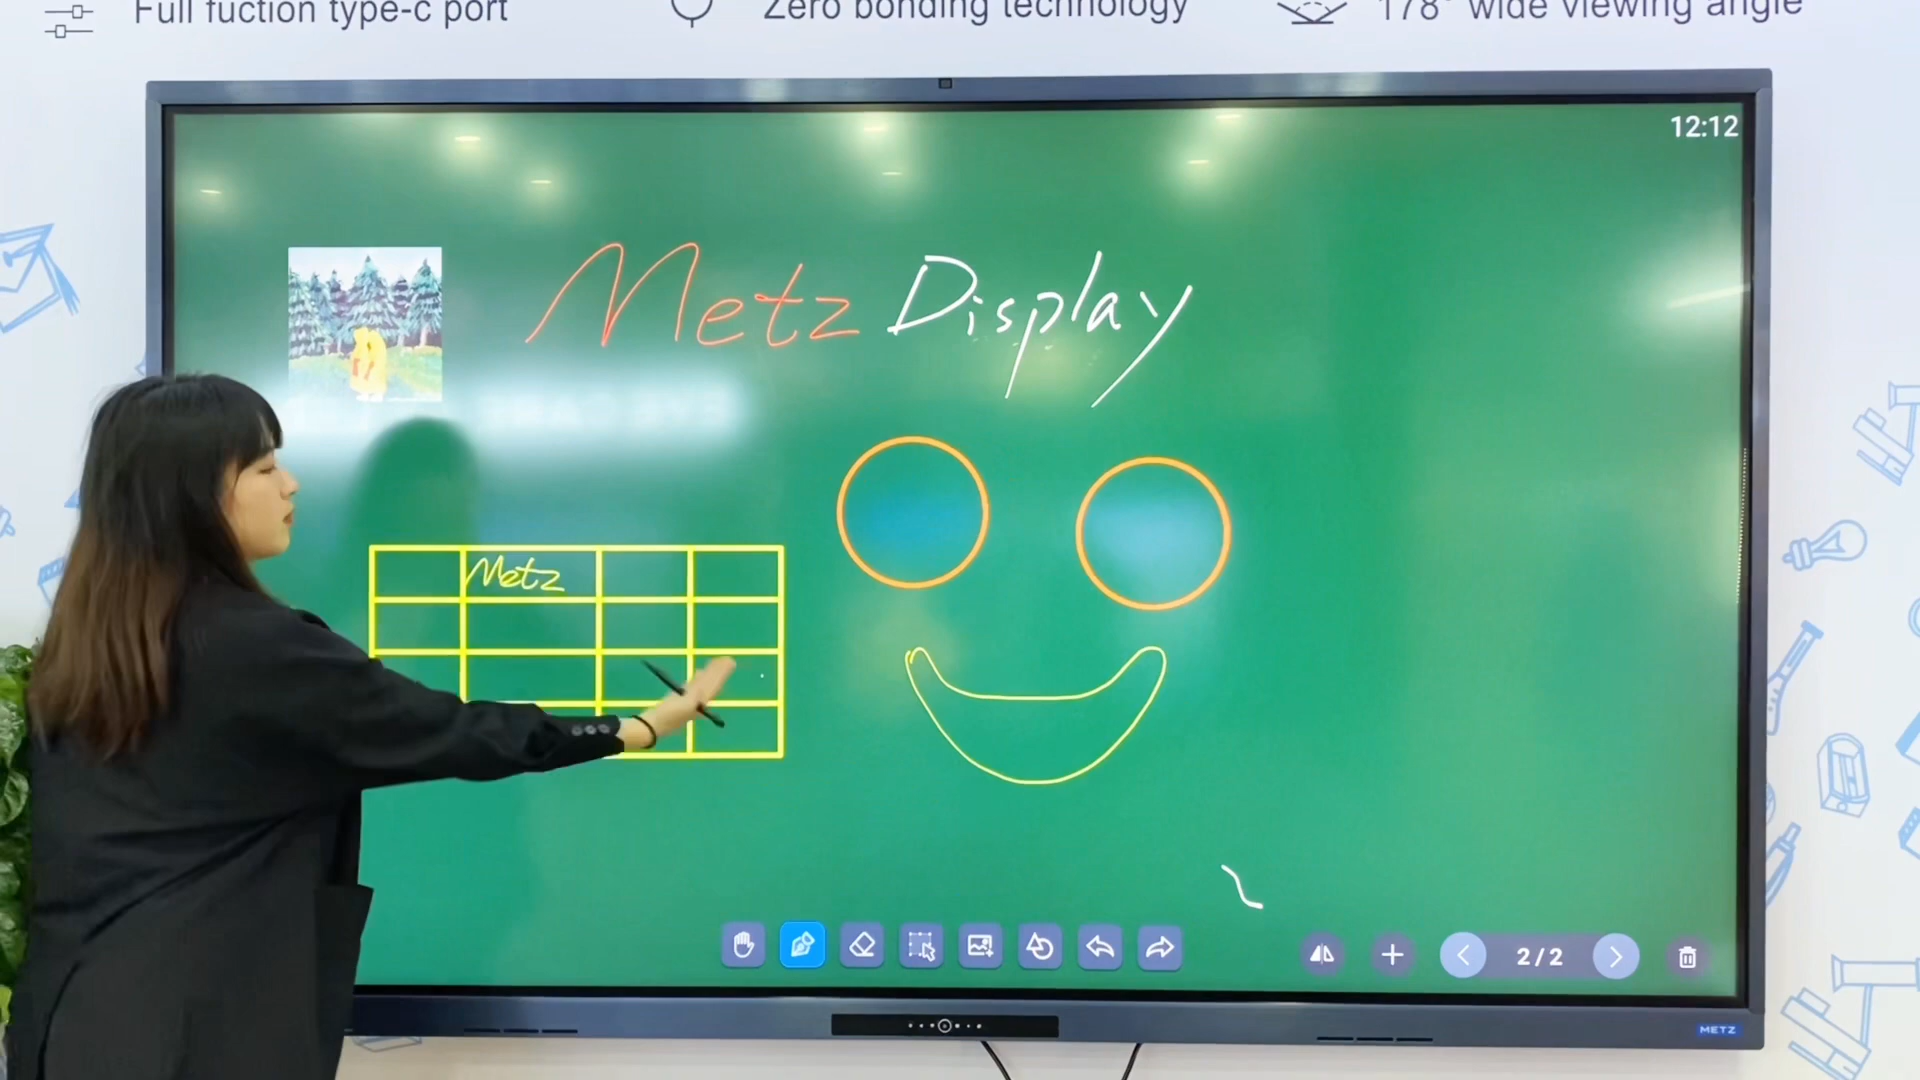 Full fuction type-c port
Zero bonding technology
178° wide viewing angle
12:12
Metz Display
Metz
2/2
METZ